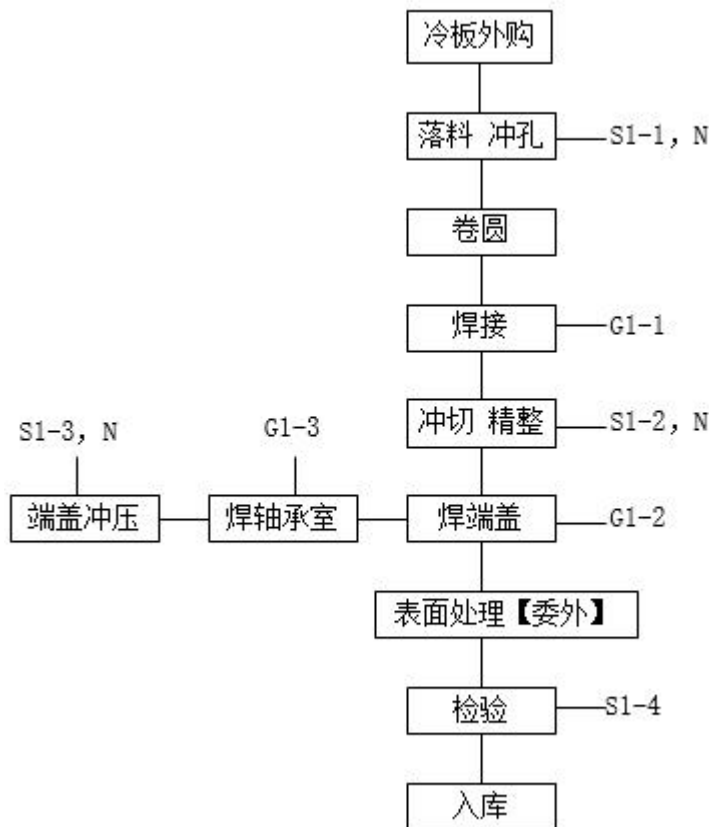 冷板外购
落料 冲孔
S1-1, N
卷圆
焊接
G1-1
冲切 精整
S1-2, N
S1-3, N
G1-3
端盖冲压
焊轴承室
焊端盖
G1-2
表面处理【委外】
检验
S1-4
入库